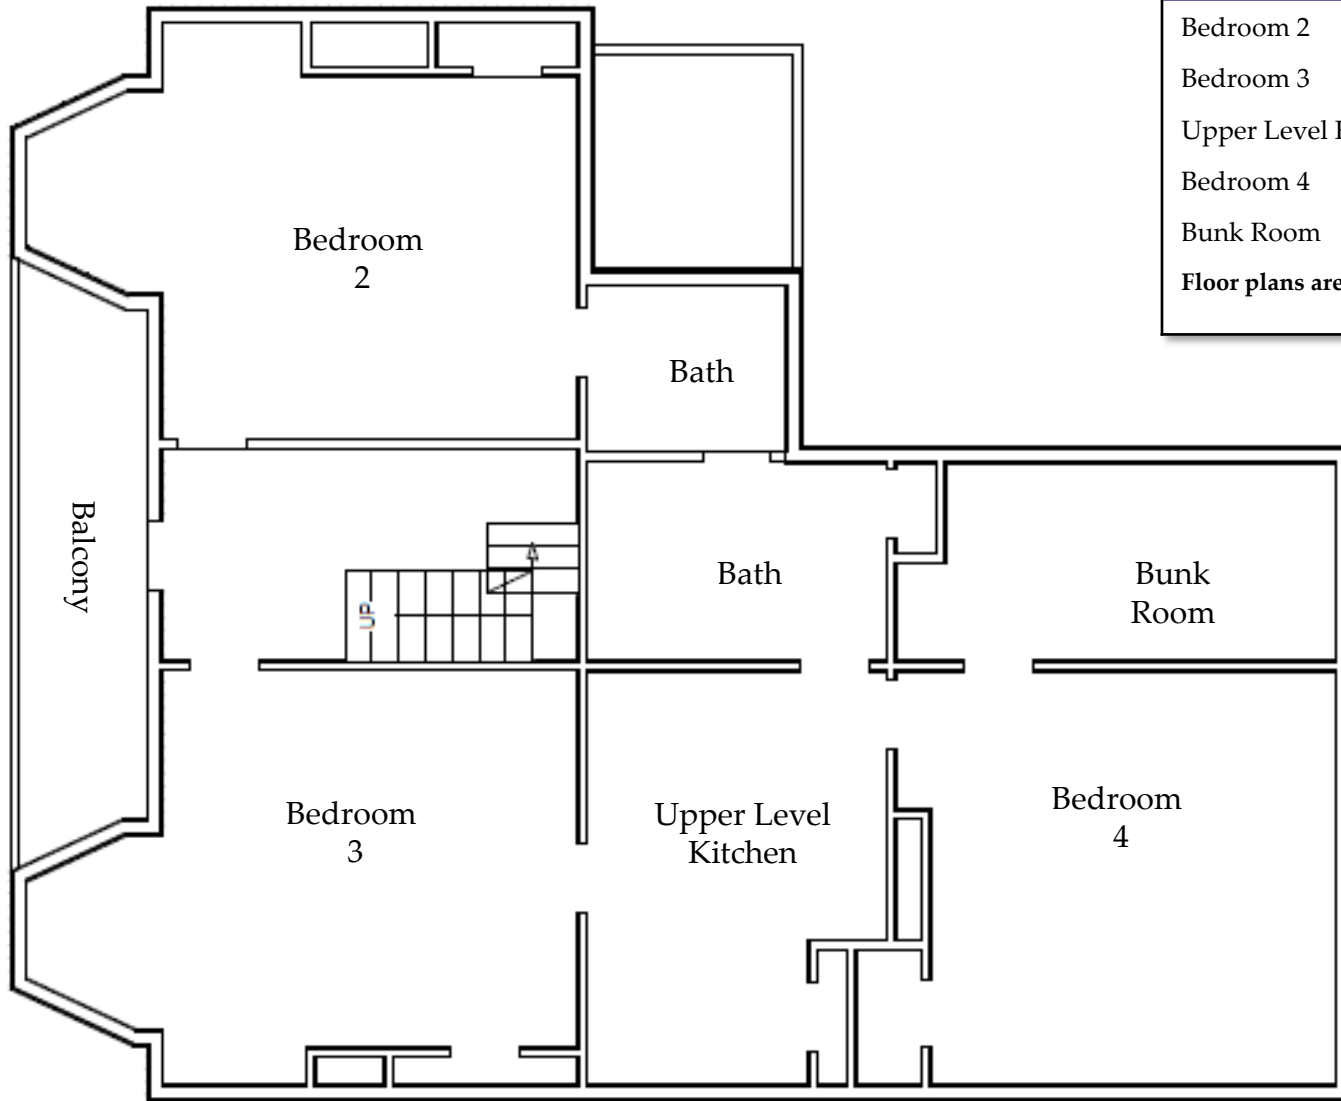 Bedroom 2
Bedroom 3
Upper Level
Bedroom 4
Bunk Room
Floor plans are
Bedroom
2
Bath
Balcony
UP
Bath
Bunk
Room
Bedroom
3
Upper Level
Kitchen
Bedroom
4